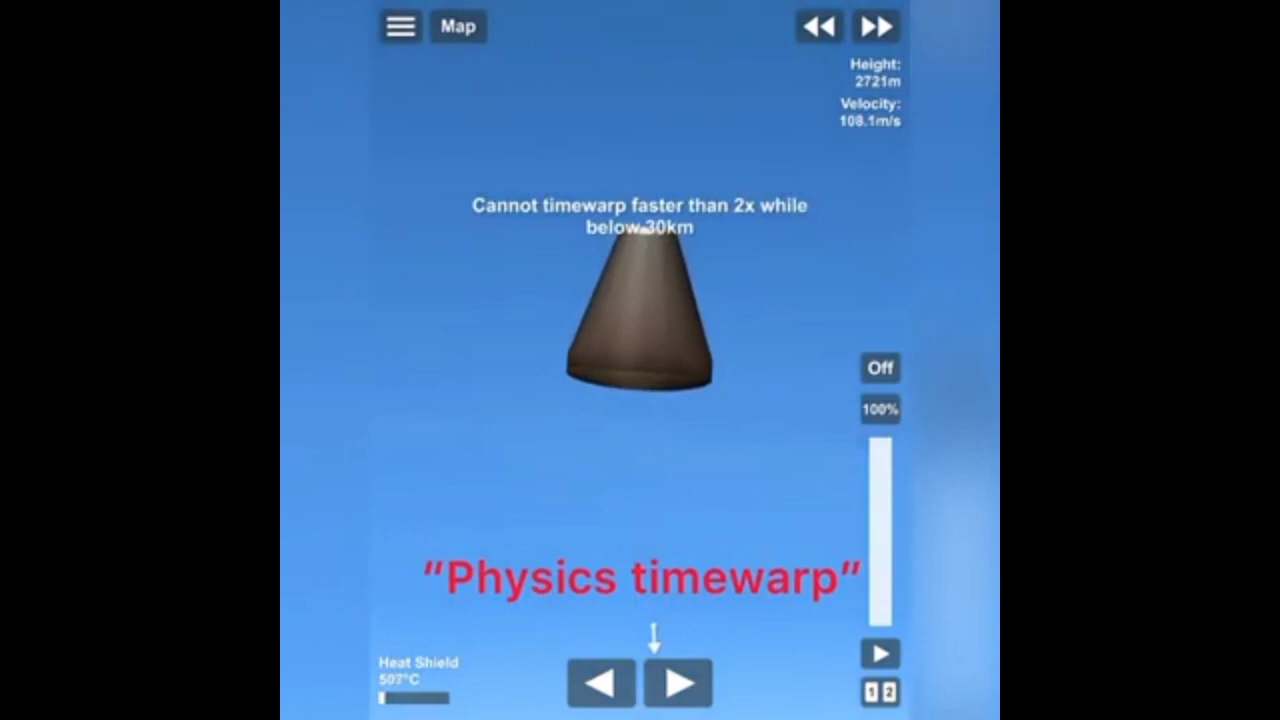 Map
Height:
2721m
Velocity:
108.1m/s
Cannot timewarp faster than 2x while
below 30km
Off
100%
"Physics timewarp"
Heat Shield
507°C
1 2